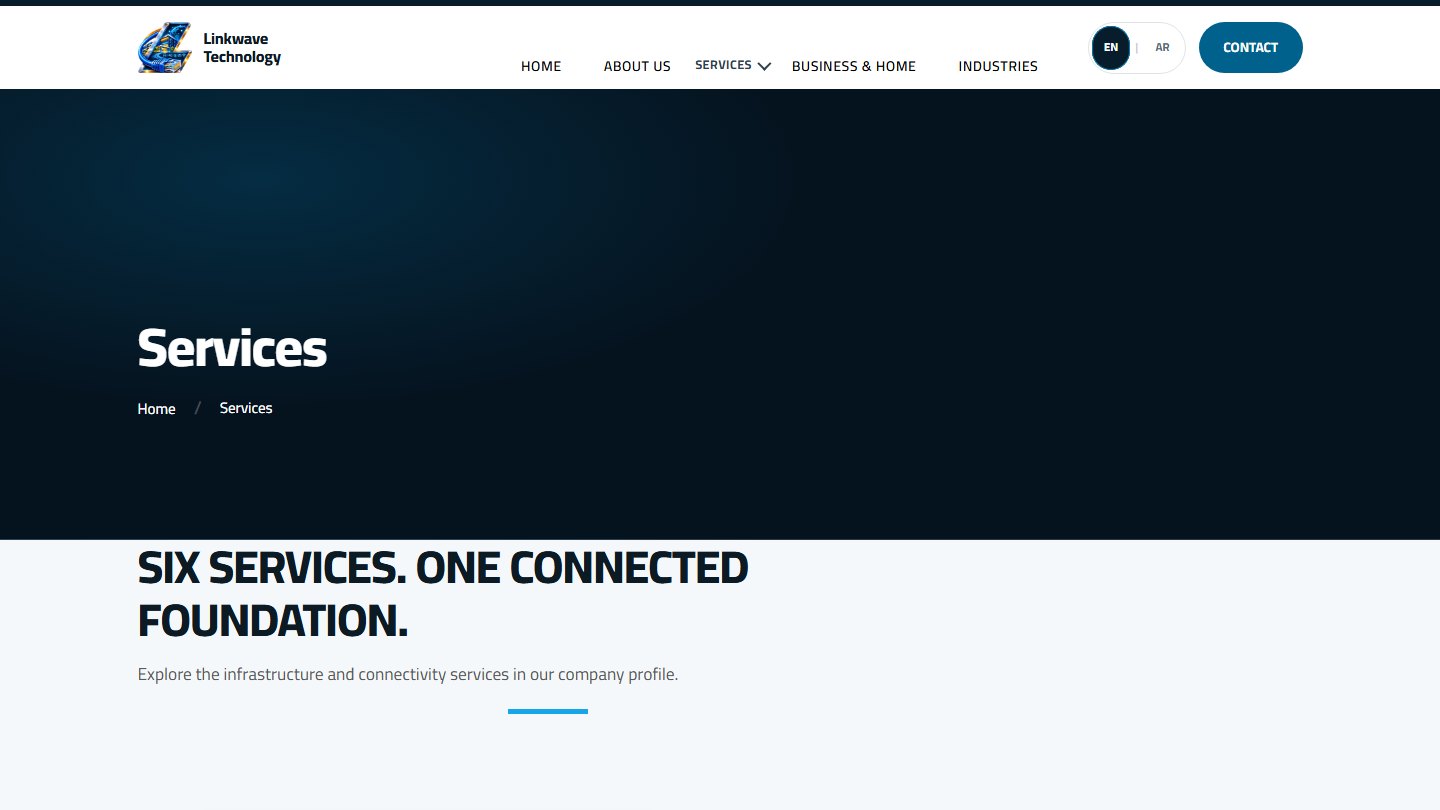 Linkwave
Technology
HOME
ABOUT US
SERVICES
BUSINESS & HOME
INDUSTRIES
EN | AR
CONTACT
Services
Home / Services
SIX SERVICES. ONE CONNECTED
FOUNDATION.
Explore the infrastructure and connectivity services in our company profile.